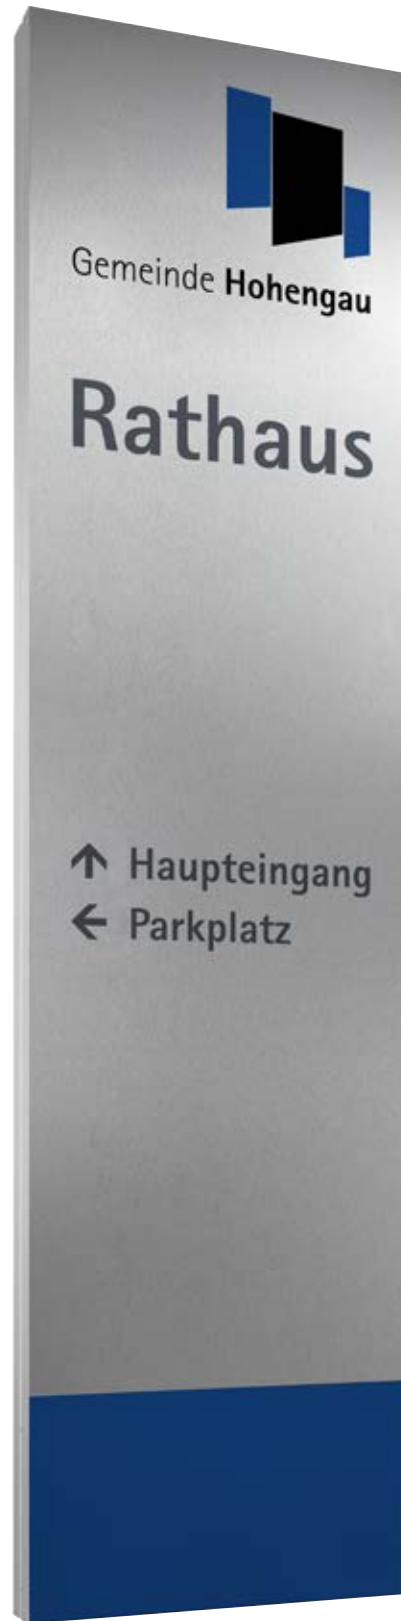 Gemeinde Hohengau
Rathaus
↑ Haupteingang
← Parkplatz